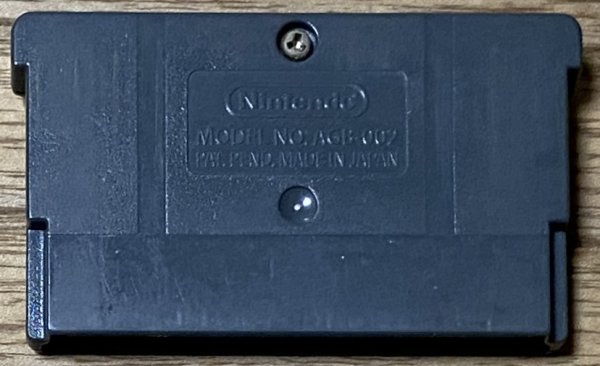 Nintendo
MODEL NO. AGB-002
PAT. PEND. MADE IN JAPAN